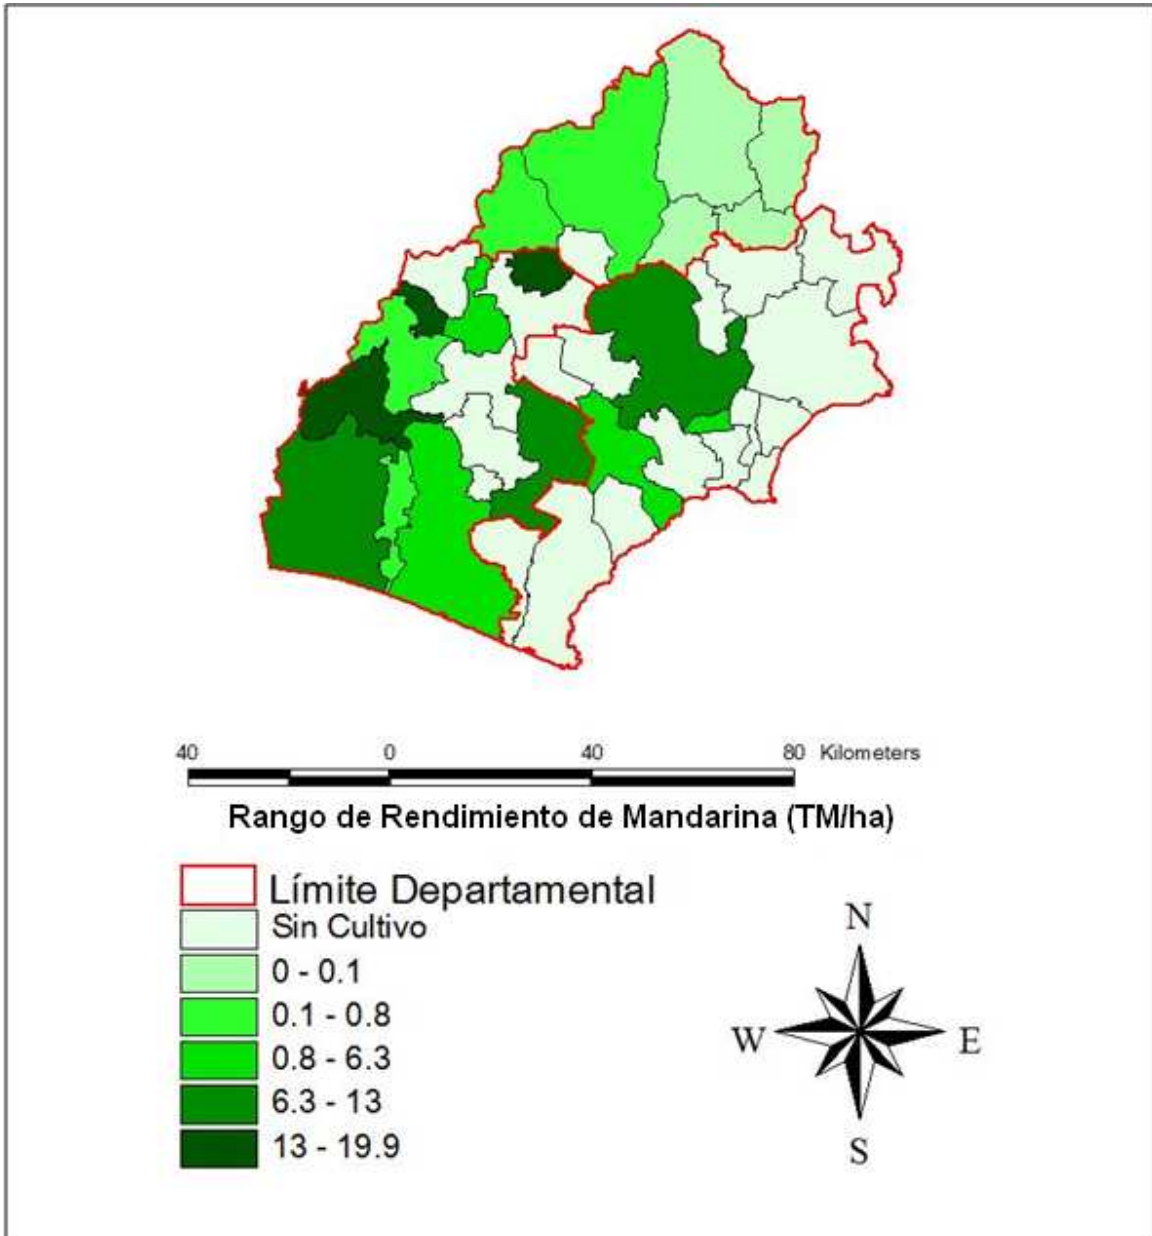 40 0 40 80 Kilometers
Rango de Rendimiento de Mandarina (TM/ha)
Límite Departamental
Sin Cultivo
0 - 0.1
0.1 - 0.8
0.8 - 6.3
6.3 - 13
13 - 19.9
N
W E
S